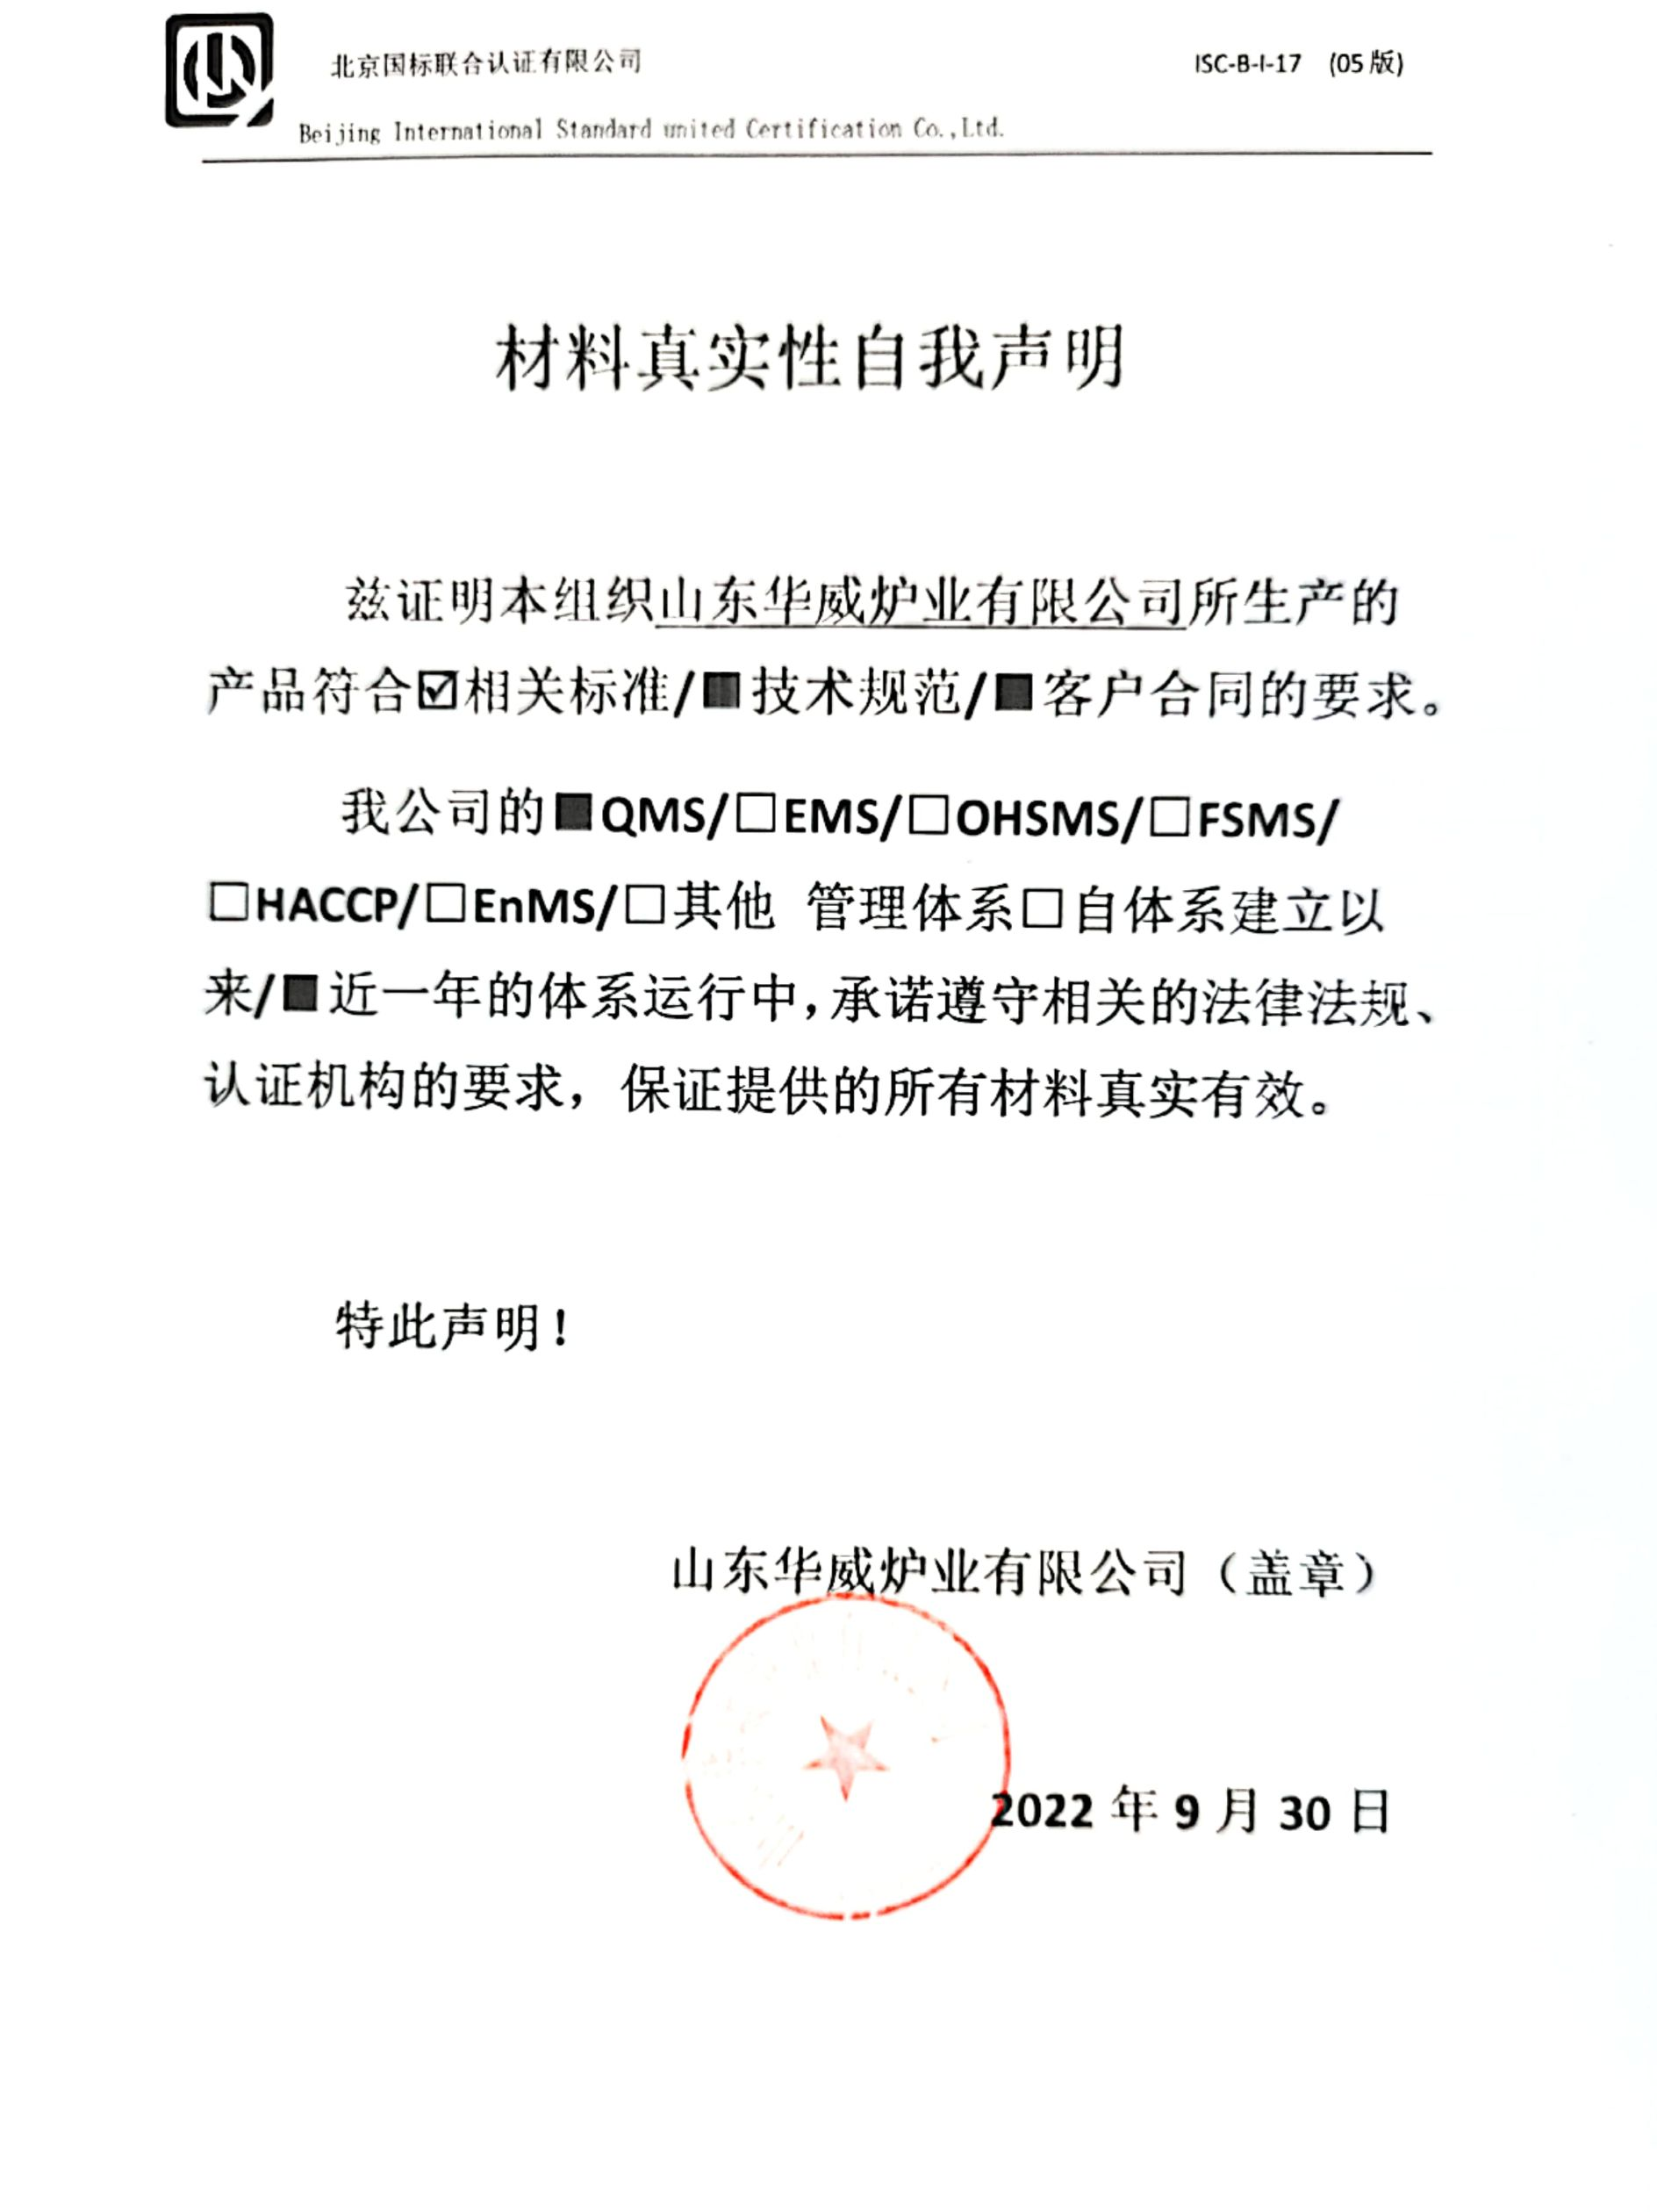 北京国标联合认证有限公司 ISC-B-I-17 (05版)
Beijing International Standard united Certification Co.,Ltd.
材料真实性自我声明
兹证明本组织山东华威炉业有限公司所生产的
产品符合☑相关标准/■技术规范/■客户合同的要求。
我公司的■QMS/□EMS/□OHSMS/□FSMS/
□HACCP/□EnMS/□其他 管理体系□自体系建立以
来/■近一年的体系运行中，承诺遵守相关的法律法规、
认证机构的要求，保证提供的所有材料真实有效。
特此声明！
山东华威炉业有限公司（盖章）
2022年9月30日